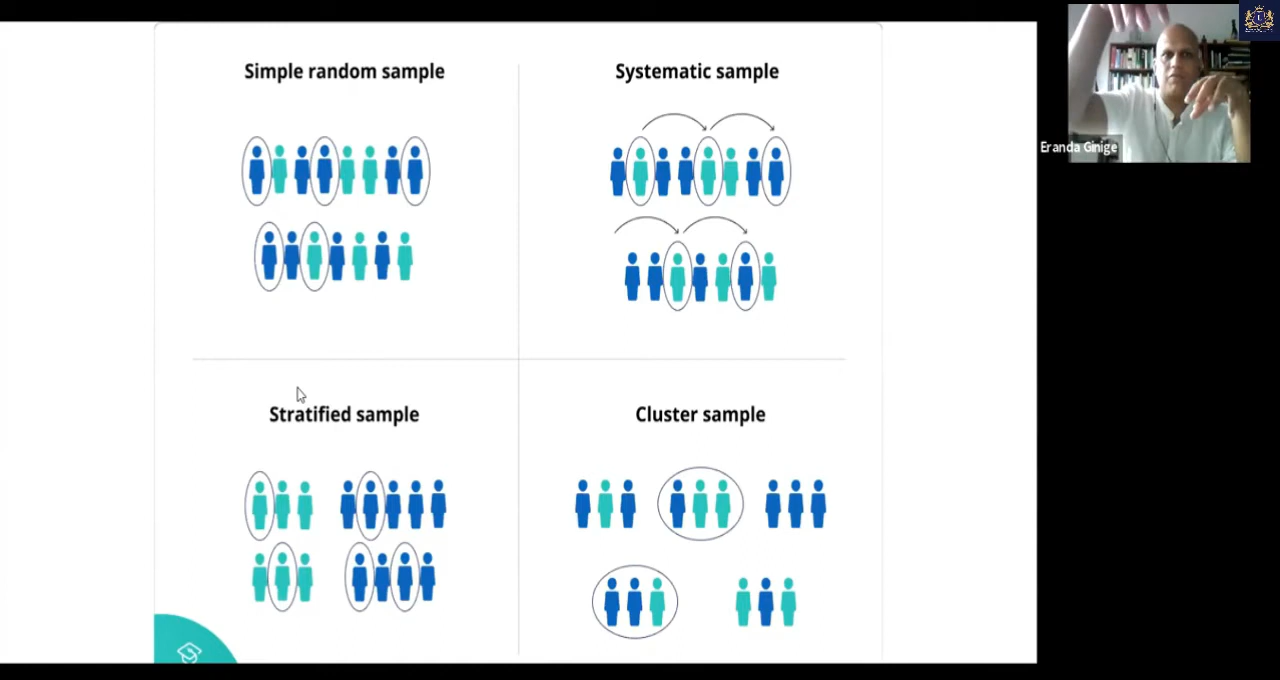 Simple random sample
Systematic sample
Eranda Ginige
Stratified sample
Cluster sample